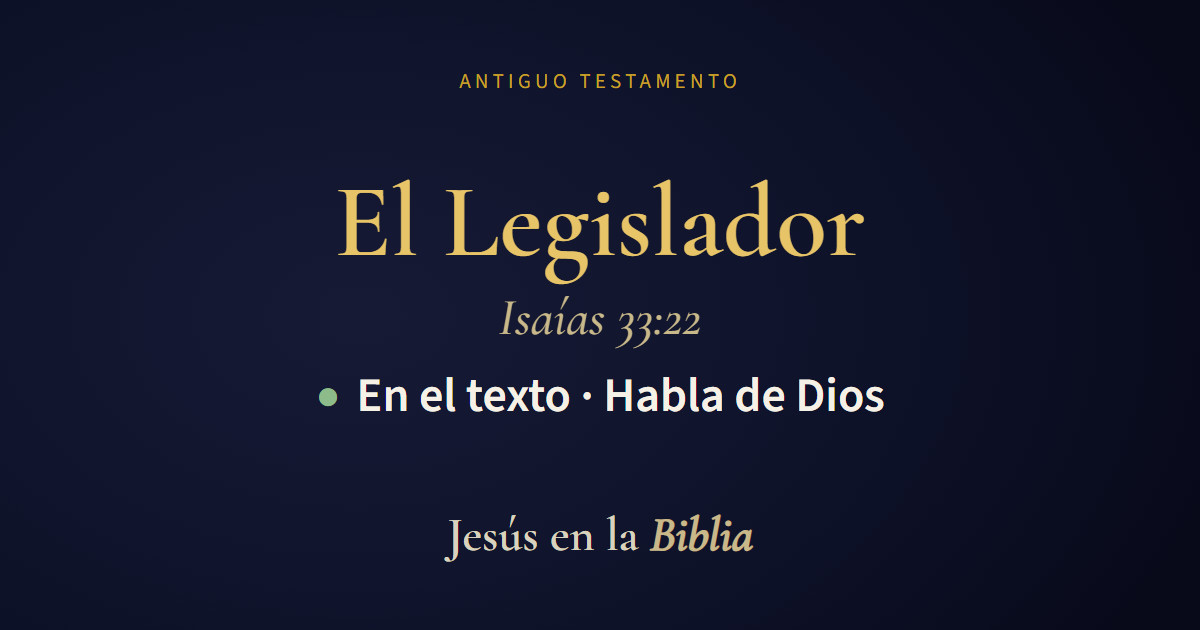 ANTIGUO TESTAMENTO
El Legislador
Isaías 33:22
En el texto · Habla de Dios
Jesús en la Biblia